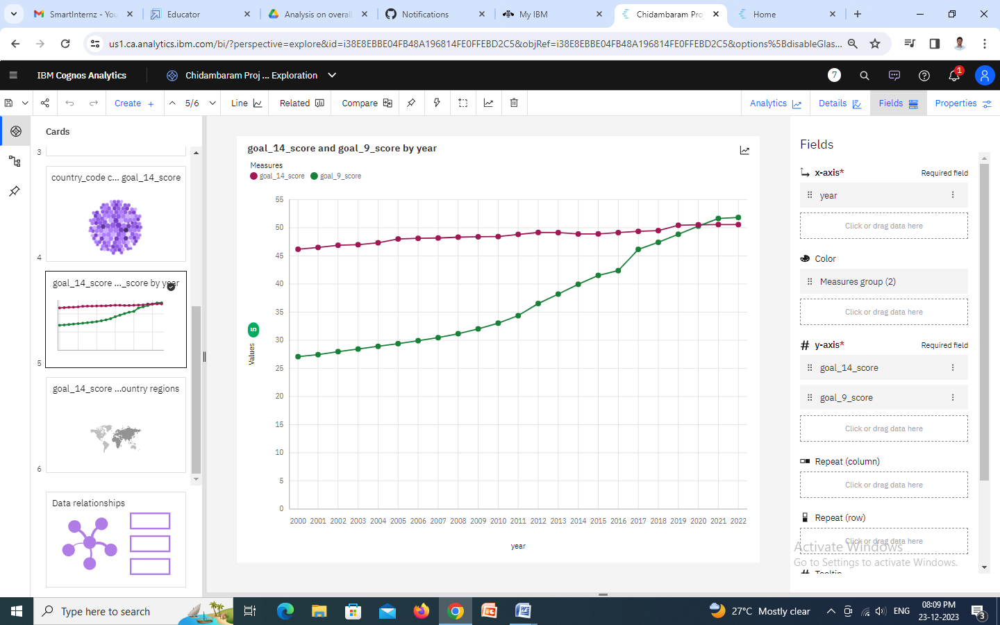 SmartInternz - You
Educator
Analysis on overall
Notifications
My IBM
Chidambaram Pro
Home
us1.ca.analytics.ibm.com/bi/?perspective=explore&id=i38E8EBBE04FB48A196814FE0FFEBD2C5&objRef=i38E8EBBE04FB48A196814FE0FFEBD2C5&options%5BdisableGlas...
IBM Cognos Analytics
Chidambaram Proj ... Exploration
7
1
Create +
5/6
Line
Related
Compare
Analytics
Details
Fields
Properties
Cards
3
country_code c... goal_14_score
4
goal_14_score ..._score by year
5
goal_14_score ...ountry regions
6
Data relationships
goal_14_score and goal_9_score by year
Measures
goal_14_score goal_9_score
55
50
45
40
35
30
25
20
15
10
5
0
Values
5
2000 2001 2002 2003 2004 2005 2006 2007 2008 2009 2010 2011 2012 2013 2014 2015 2016 2017 2018 2019 2020 2021 2022
year
Fields
x-axis* Required field
year
Click or drag data here
Color
Measures group (2)
Click or drag data here
y-axis* Required field
goal_14_score
goal_9_score
Click or drag data here
Repeat (column)
Click or drag data here
Repeat (row)
Click or drag data here
Activate Windows
Go to Settings to activate Windows.
Tooltip
Type here to search
27°C Mostly clear
ENG
08:09 PM
23-12-2023
3